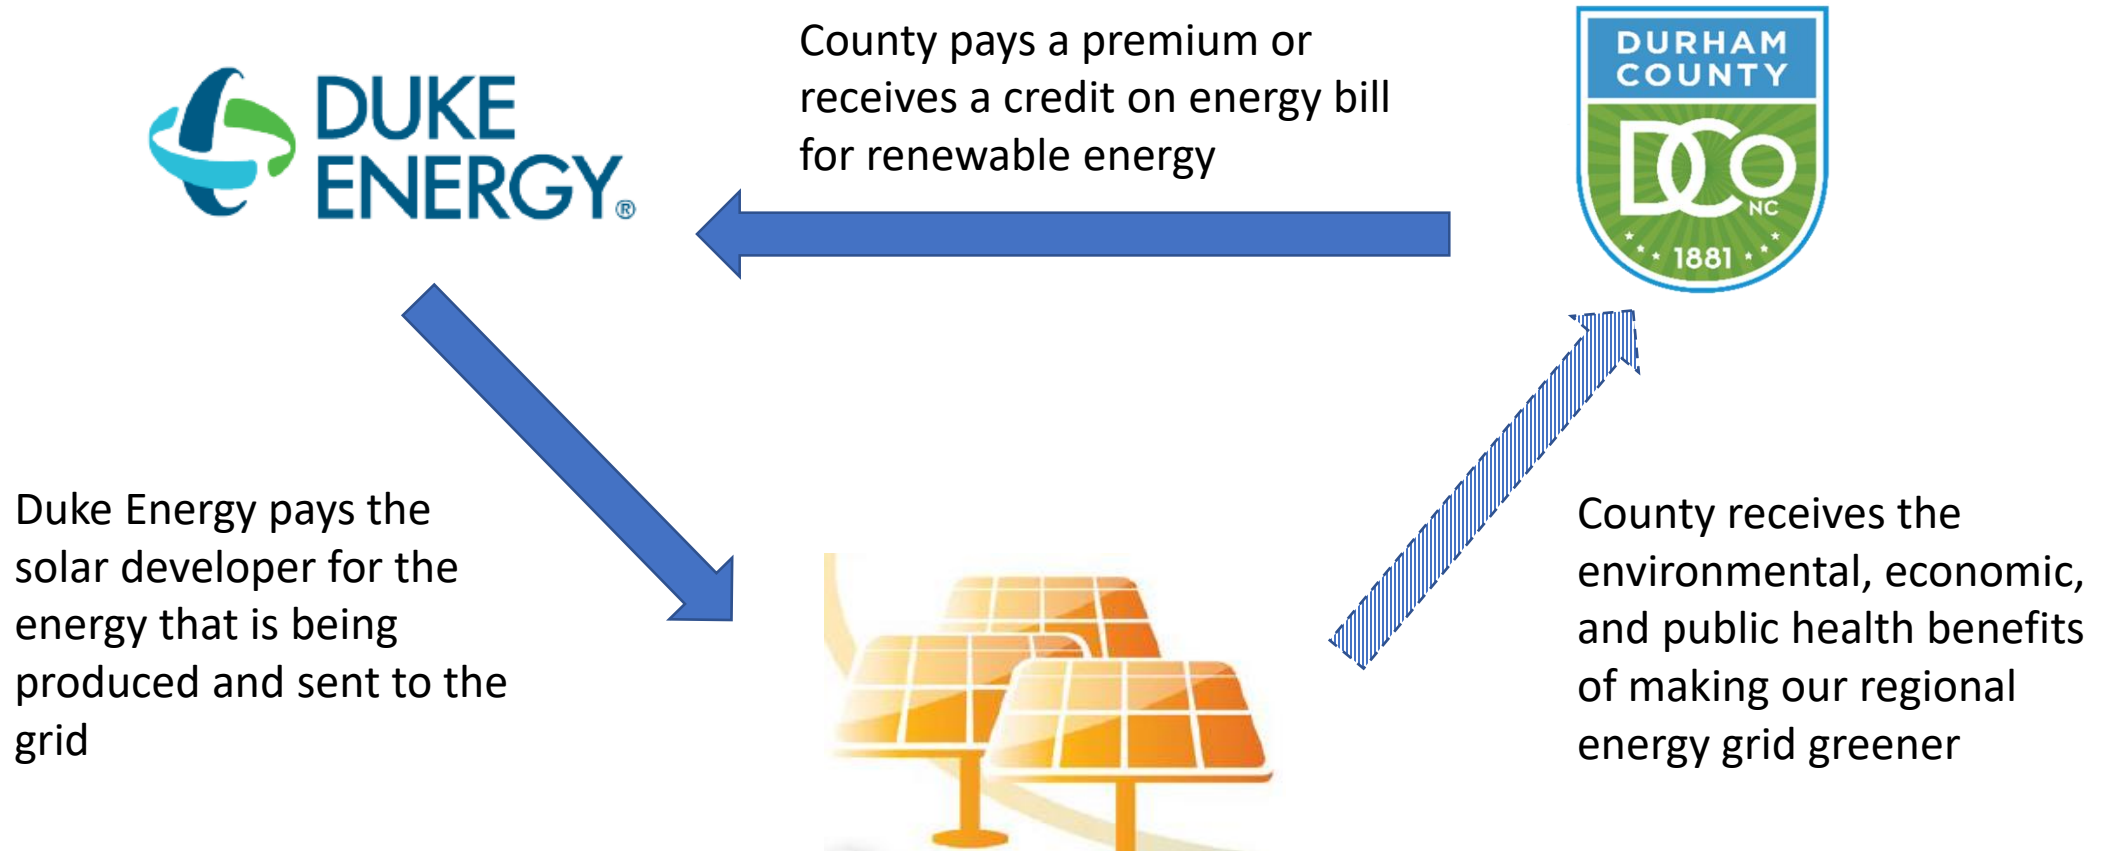 DUKE
ENERGY®
County pays a premium or
receives a credit on energy bill
for renewable energy
DURHAM
COUNTY
DCO
NC
1881
Duke Energy pays the
solar developer for the
energy that is being
produced and sent to the
grid
County receives the
environmental, economic,
and public health benefits
of making our regional
energy grid greener